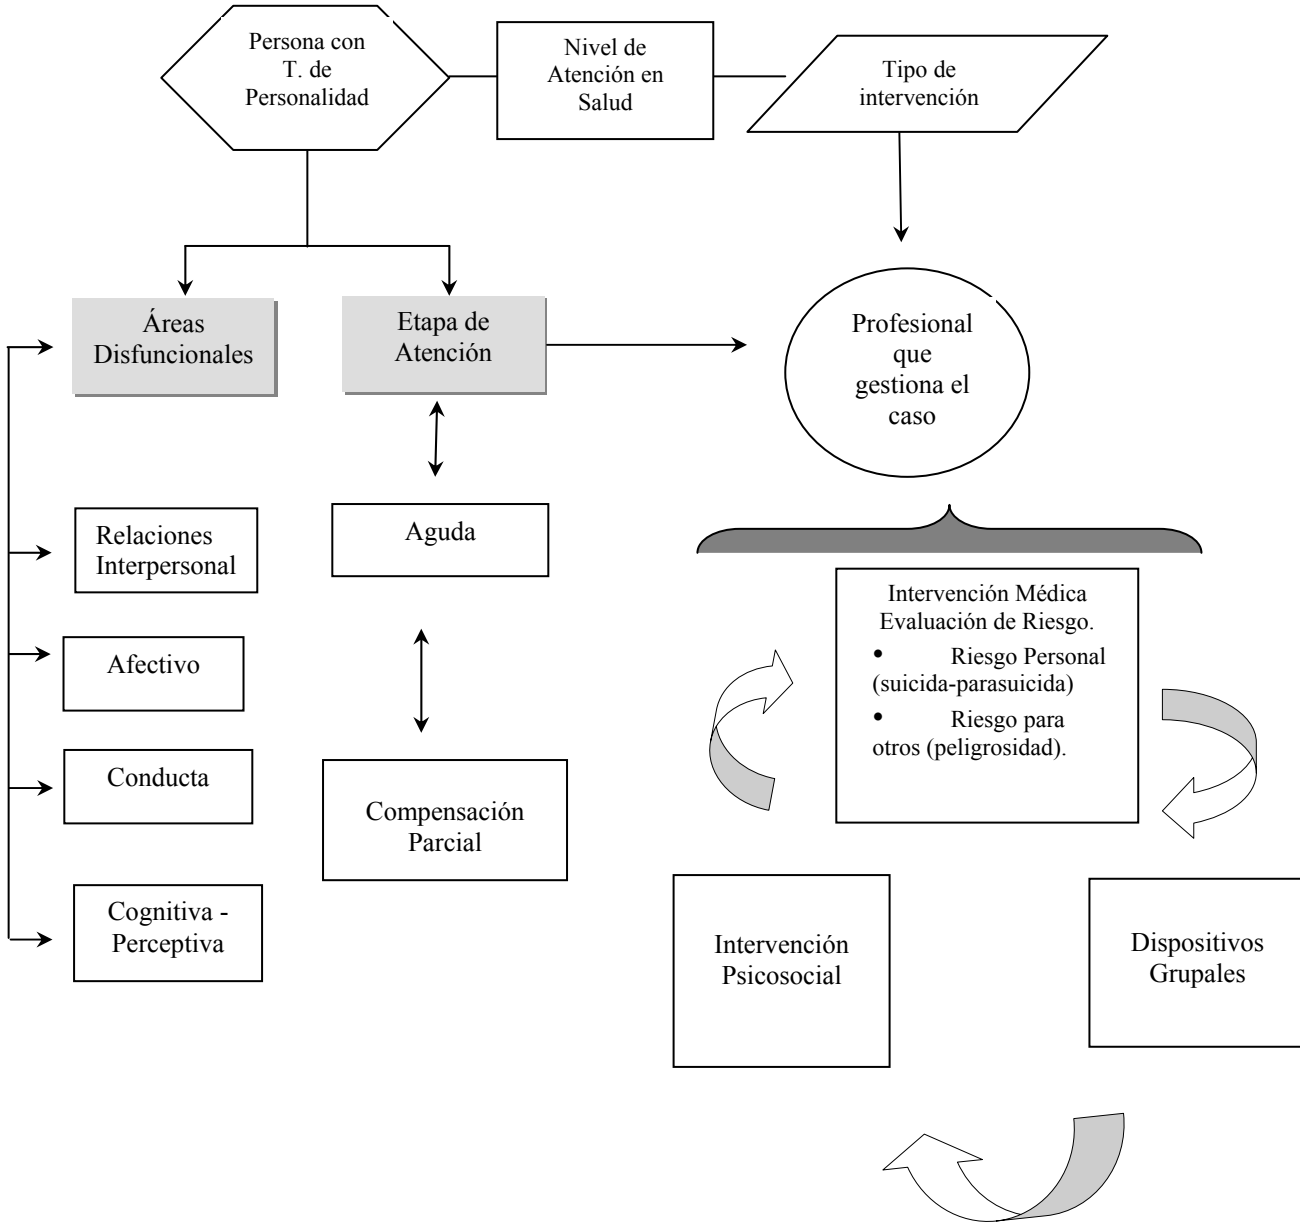 Persona con
T. de
Personalidad
Nivel de
Atención en
Salud
Tipo de
intervención
Áreas
Disfuncionales
Etapa de
Atención
Profesional
que
gestiona el
caso
Relaciones
Interpersonal
Aguda
Afectivo
Conducta
Compensación
Parcial
Cognitiva -
Perceptiva
Intervención Médica
Evaluación de Riesgo.
• Riesgo Personal
(suicida-parasuicida)
• Riesgo para
otros (peligrosidad).
Intervención
Psicosocial
Dispositivos
Grupales